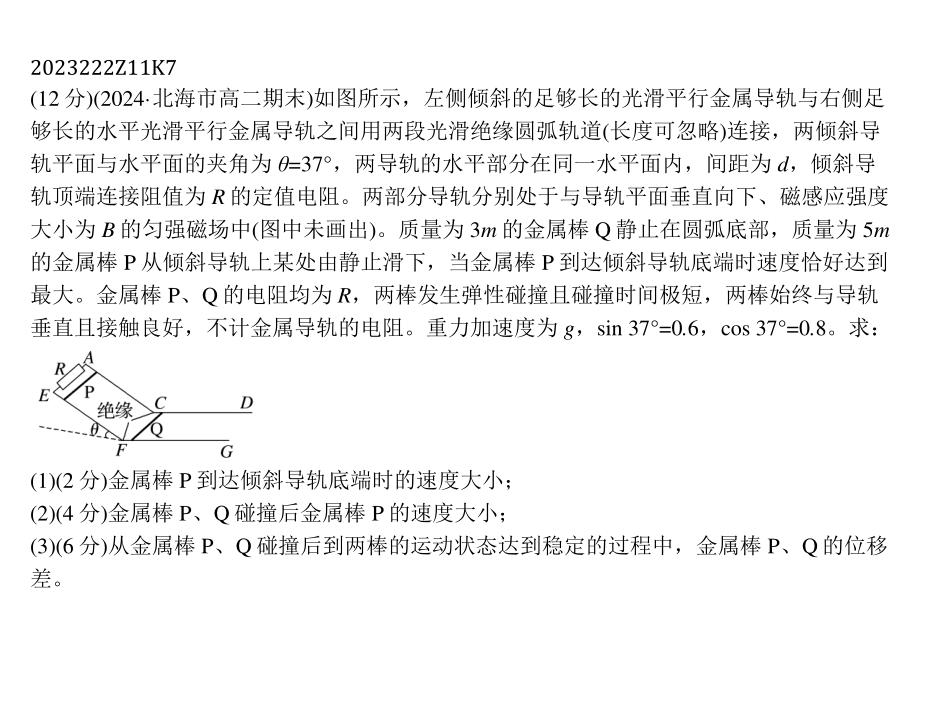 2023222Z11K7
(12 分)(2024·北海市高二期末)如图所示，左侧倾斜的足够长的光滑平行金属导轨与右侧足
够长的水平光滑平行金属导轨之间用两段光滑绝缘圆弧轨道(长度可忽略)连接，两倾斜导
轨平面与水平面的夹角为 θ=37°，两导轨的水平部分在同一水平面内，间距为 d，倾斜导
轨顶端连接阻值为 R 的定值电阻。两部分导轨分别处于与导轨平面垂直向下、磁感应强度
大小为 B 的匀强磁场中(图中未画出)。质量为 3m 的金属棒 Q 静止在圆弧底部，质量为 5m
的金属棒 P 从倾斜导轨上某处由静止滑下，当金属棒 P 到达倾斜导轨底端时速度恰好达到
最大。金属棒 P、Q 的电阻均为 R，两棒发生弹性碰撞且碰撞时间极短，两棒始终与导轨
垂直且接触良好，不计金属导轨的电阻。重力加速度为 g，sin 37°=0.6，cos 37°=0.8。求：
R A
E P
绝缘 C D
θ Q
F G
(1)(2 分)金属棒 P 到达倾斜导轨底端时的速度大小；
(2)(4 分)金属棒 P、Q 碰撞后金属棒 P 的速度大小；
(3)(6 分)从金属棒 P、Q 碰撞后到两棒的运动状态达到稳定的过程中，金属棒 P、Q 的位移
差。